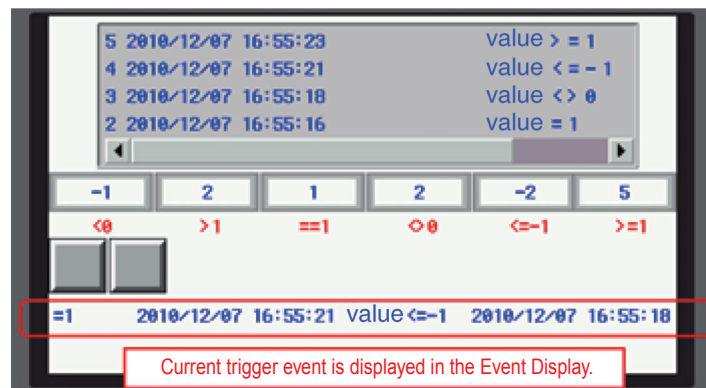 5 2010/12/07 16:55:23 value > = 1
4 2010/12/07 16:55:21 value < = - 1
3 2010/12/07 16:55:18 value <> 0
2 2010/12/07 16:55:16 value = 1
-1 2 1 2 -2 5
<0 >1 ==1 <>0 <=-1 >=1
=1 2010/12/07 16:55:21 value <=-1 2010/12/07 16:55:18
Current trigger event is displayed in the Event Display.